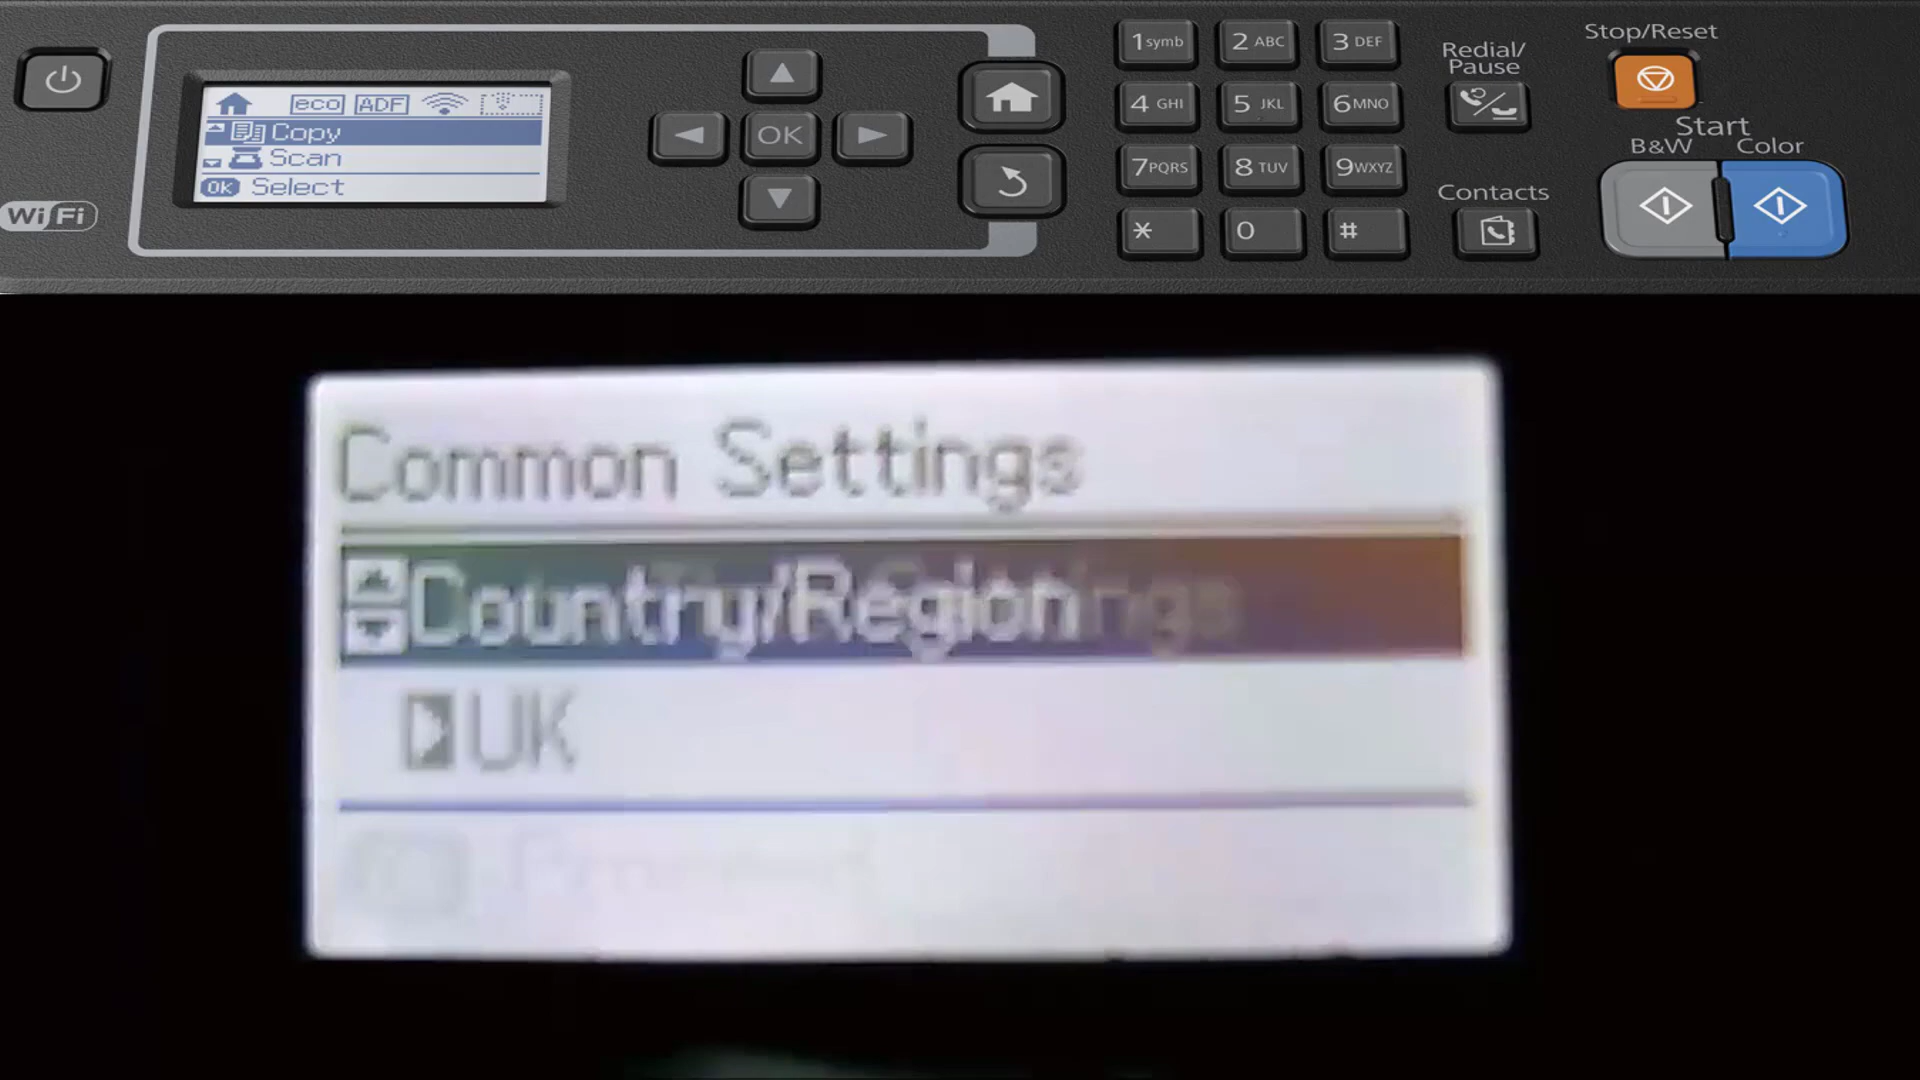 Stop/Reset
1 symb 2 ABC 3 DEF
Redial/
Pause
eco ADF
Copy
Scan
OK Select
OK
4 GHI 5 JKL 6 MNO
Start
B&W Color
7 PQRS 8 TUV 9 WXYZ
Contacts
WiFi
* 0 #
Common Settings
Country/Region
UK